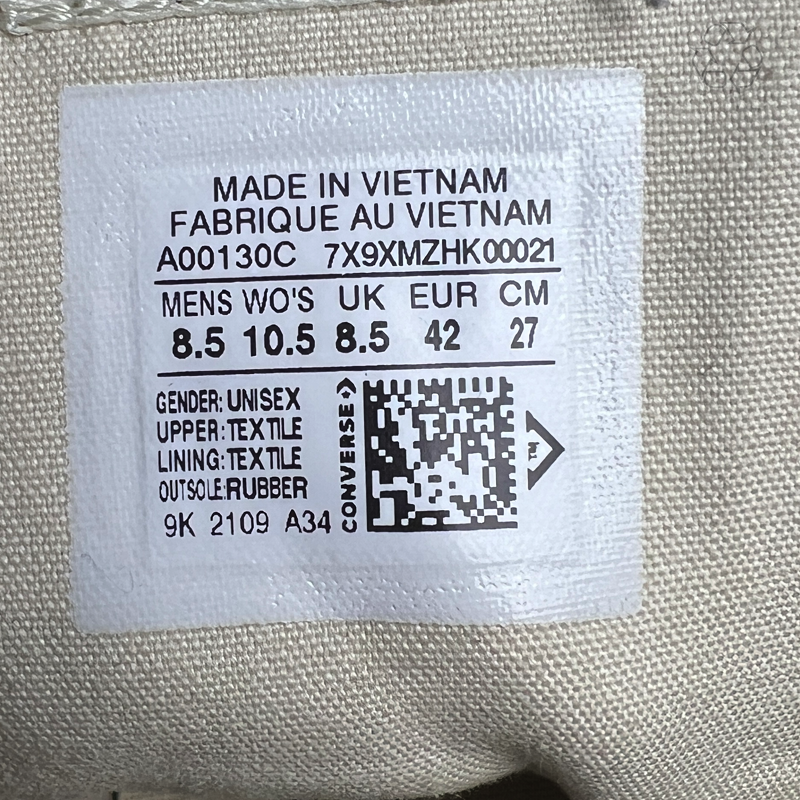 MADE IN VIETNAM
FABRIQUE AU VIETNAM
A00130C 7X9XMZHK00021
MENS WO'S UK EUR CM
8.5 10.5 8.5 42 27
GENDER: UNISEX
UPPER: TEXTILE
LINING: TEXTILE
OUTSOLE: RUBBER
9K 2109 A34
CONVERSE